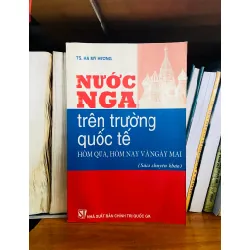 TS. HÀ MỸ HƯƠNG
NƯỚC
NGA
trên trường
quốc tế
HÔM QUA, HÔM NAY VÀ NGÀY MAI
(Sách chuyên khảo)
NHÀ XUẤT BẢN CHÍNH TRỊ QUỐC GIA